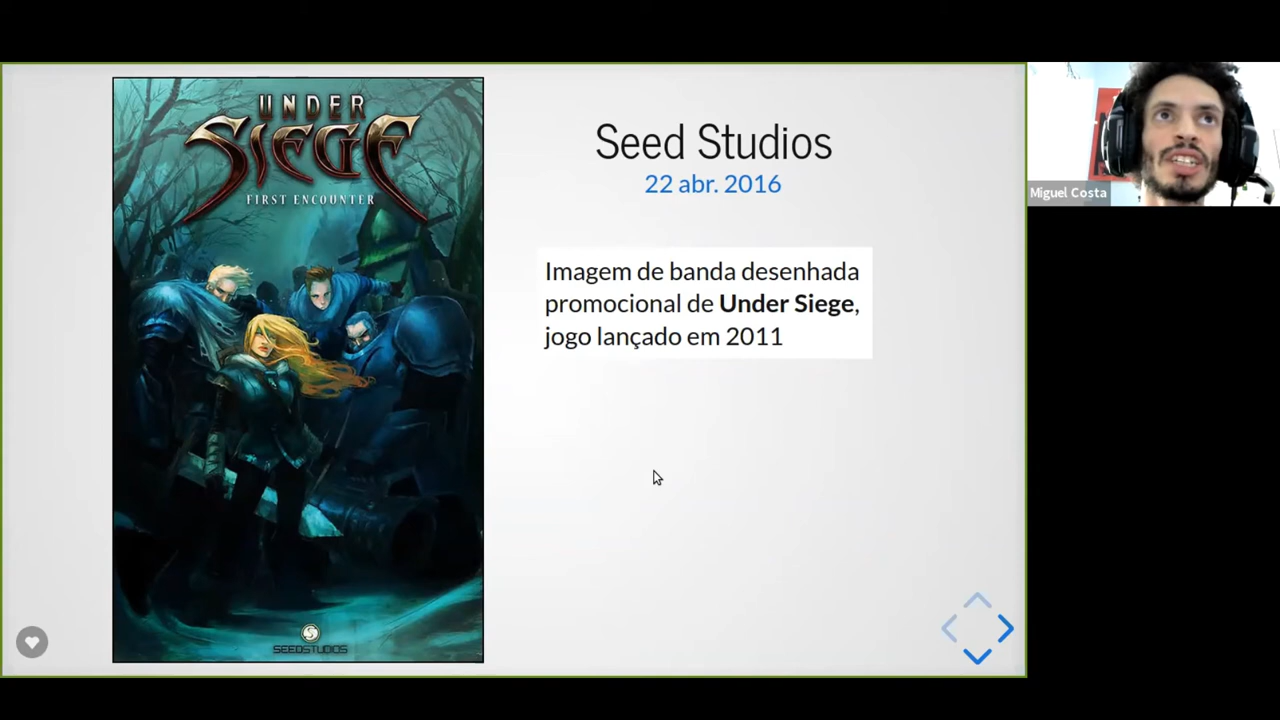 UNDER
SIEGE
FIRST ENCOUNTER
SEEDSTUDIOS
Seed Studios
22 abr. 2016
Imagem de banda desenhada
promocional de Under Siege,
jogo lançado em 2011
Miguel Costa